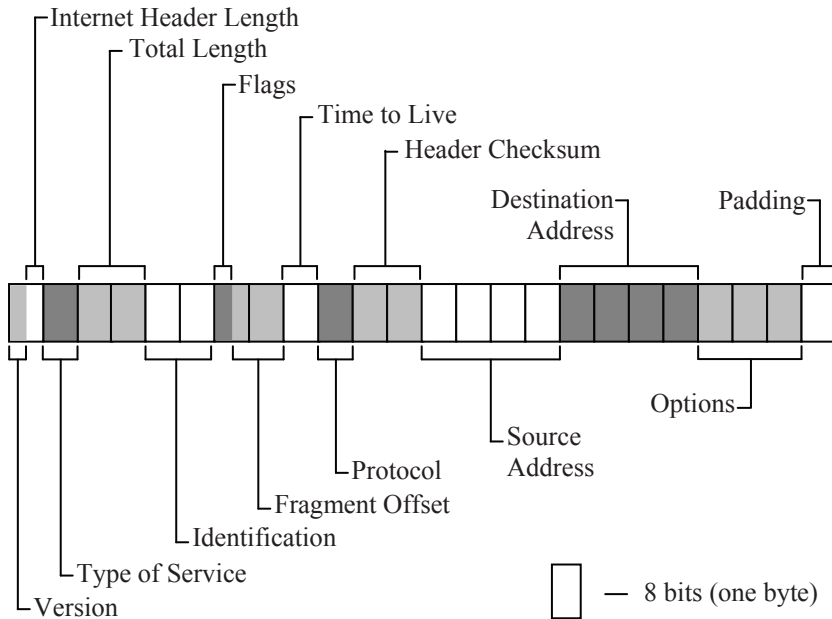 Internet Header Length
Total Length
Flags
Time to Live
Header Checksum
Destination
Address
Padding
Options
Source
Address
Protocol
Fragment Offset
Identification
Type of Service
Version
— 8 bits (one byte)